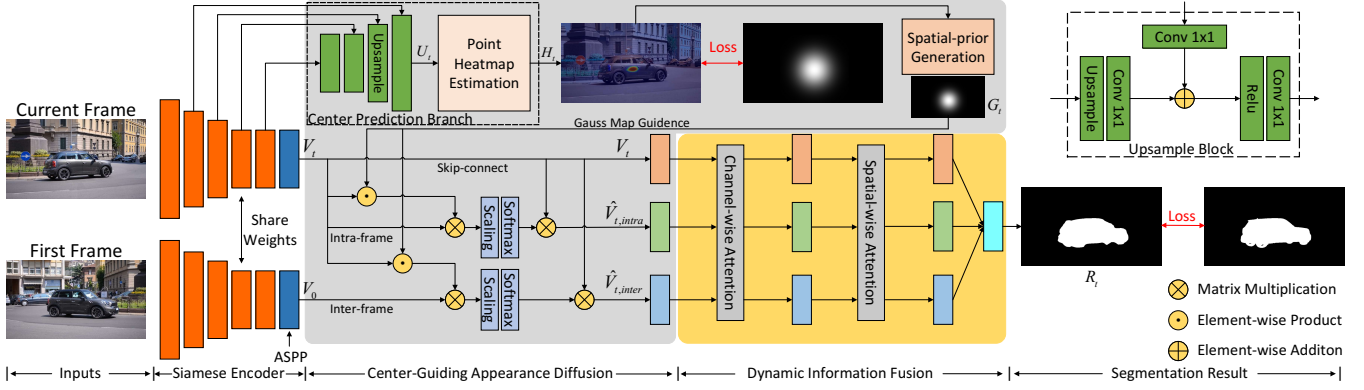 Current Frame
First Frame
Share
Weights
ASPP
Upsample
U_t
Point
Heatmap
Estimation
H_t
Center Prediction Branch
Loss
Spatial-prior
Generation
G_t
Gauss Map Guidence
V_t
Skip-connect
V_t
Intra-frame
Scaling
Softmax
V̂_{t,intra}
V_0
Inter-frame
Scaling
Softmax
V̂_{t,inter}
Channel-wise Attention
Spatial-wise Attention
Conv 1x1
Upsample
Conv 1x1
Relu
Conv 1x1
Upsample Block
Loss
R_t
Matrix Multiplication
Element-wise Product
Element-wise Additon
Inputs
Siamese Encoder
Center-Guiding Appearance Diffusion
Dynamic Information Fusion
Segmentation Result